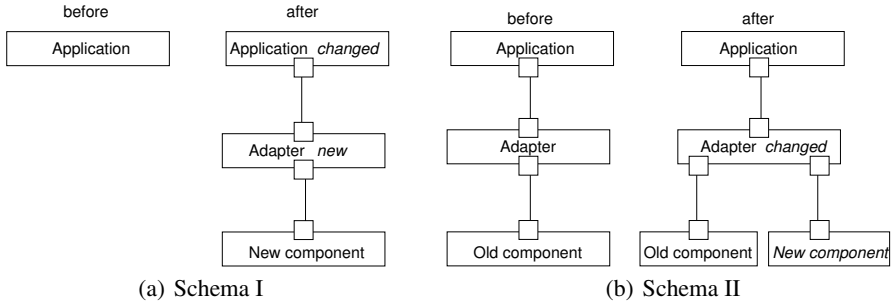 before
after
before
after
Application
Application changed
Application
Application
Adapter new
Adapter
Adapter changed
New component
Old component
Old component
New component
(a) Schema I
(b) Schema II